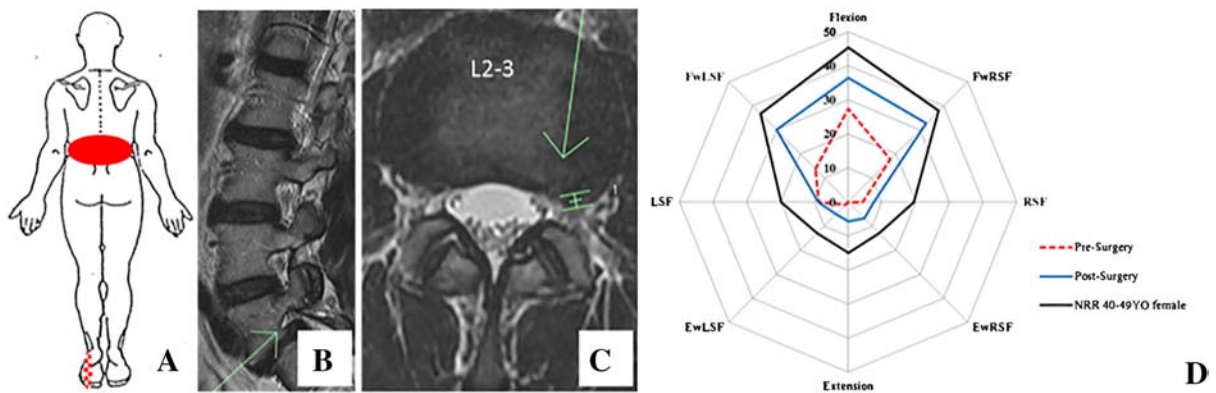 A
B
L2-3
C
Flexion
50
40
30
20
10
0
FwLSF
FwRSF
LSF
RSF
EwLSF
EwRSF
Extension
Pre-Surgery
Post-Surgery
NRR 40-49YO female
D